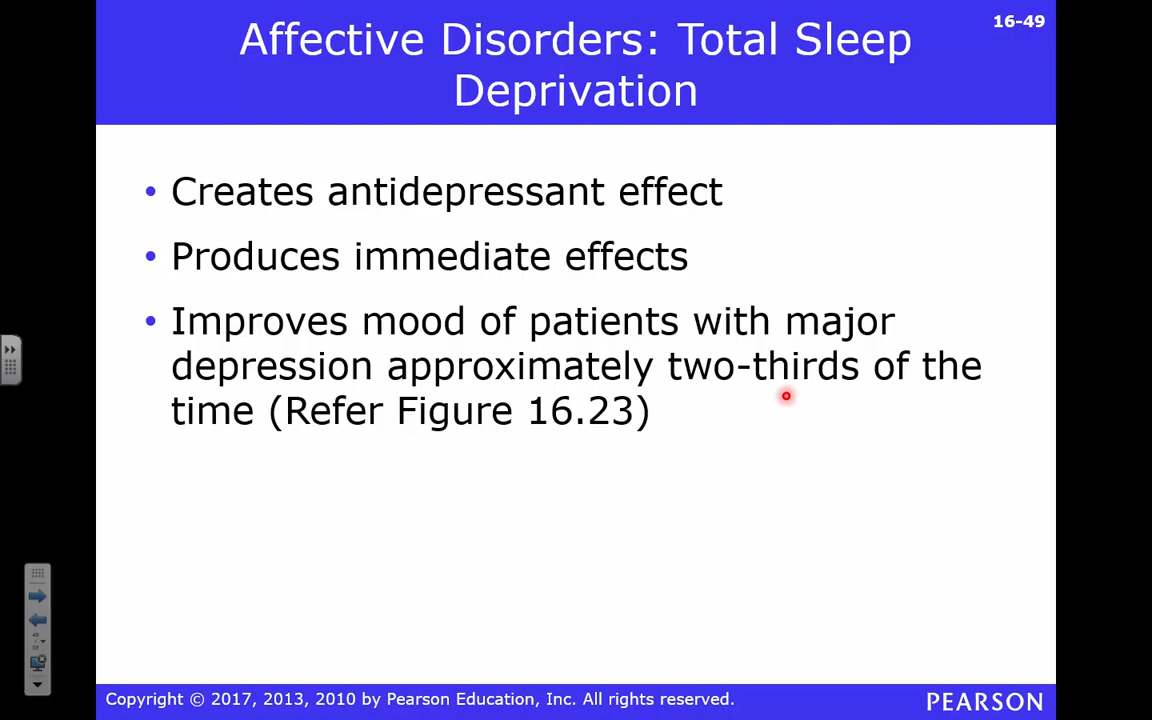 16-49
Affective Disorders: Total Sleep
Deprivation
• Creates antidepressant effect
• Produces immediate effects
• Improves mood of patients with major
depression approximately two-thirds of the
time (Refer Figure 16.23)
Copyright © 2017, 2013, 2010 by Pearson Education, Inc. All rights reserved.
PEARSON